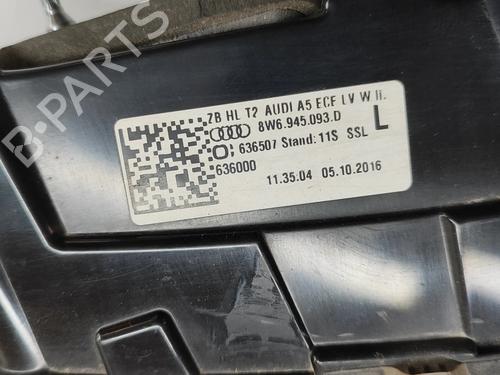 ZB HL T2 AUDI A5 ECE LV W II.
8W6.945.093.D
636507 Stand: 11S SSL L
636000
11.35.04 05.10.2016
B-PARTS